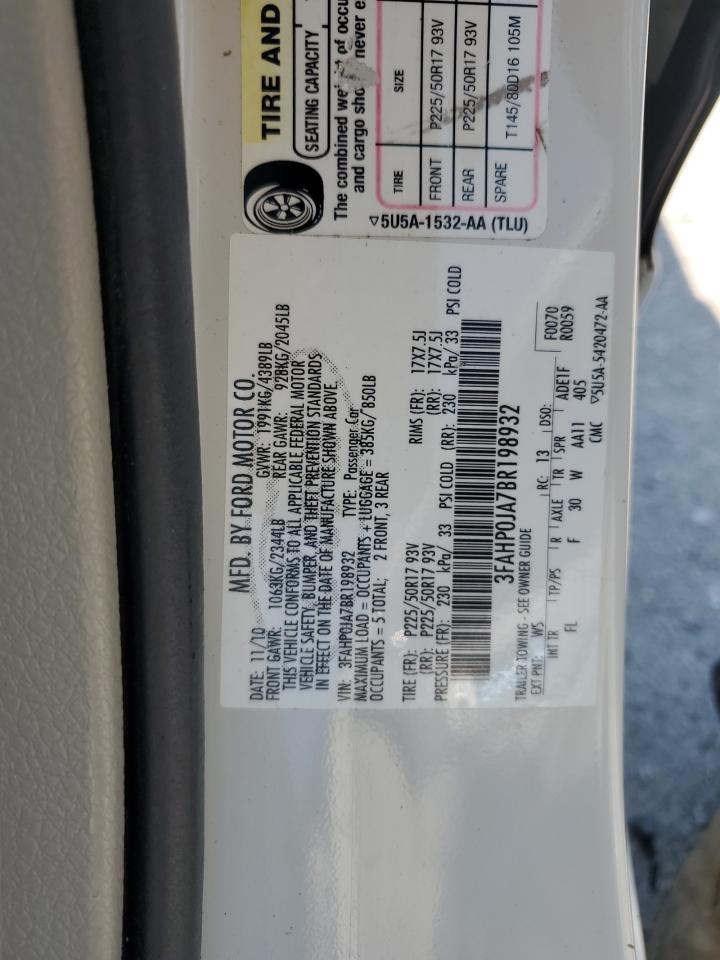 TIRE AND
SEATING CAPACITY
The combined we of occu
and cargo sho never e
TIRE SIZE
FRONT P225/50R17 93V
REAR P225/50R17 93V
SPARE T145/80D16 105M
▽5U5A-1532-AA (TLU)
MFD. BY FORD MOTOR CO.
DATE: 11/10 GVWR: 1991KG/4389LB
FRONT GAWR: 1063KG/2344LB REAR GAWR: 928KG/2045LB
THIS VEHICLE CONFORMS TO ALL APPLICABLE FEDERAL MOTOR
VEHICLE SAFETY, BUMPER, AND THEFT PREVENTION STANDARDS
IN EFFECT ON THE DATE OF MANUFACTURE SHOWN ABOVE.
VIN: 3FAHP0JA7BR198932 TYPE: Passenger Car
MAXIMUM LOAD = OCCUPANTS + LUGGAGE = 385KG/850LB
OCCUPANTS = 5 TOTAL; 2 FRONT, 3 REAR
TIRE (FR): P225/50R17 93V RIMS (FR): 17X7.5J
(RR): P225/50R17 93V (RR): 17X7.5J
PRESSURE (FR): 230 kPa/ 33 PSI COLD (RR): 230 kPa/ 33 PSI COLD
3FAHP0JA7BR198932
TRAILER TOWING - SEE OWNER GUIDE
F0070
EXT PNT: WS RC: 13 DSO: R0059
INT TR TP/PS R AXLE TR SPR ADE1F
FL F 30 W AA11 405
CMC ▽5U5A-5420472-AA